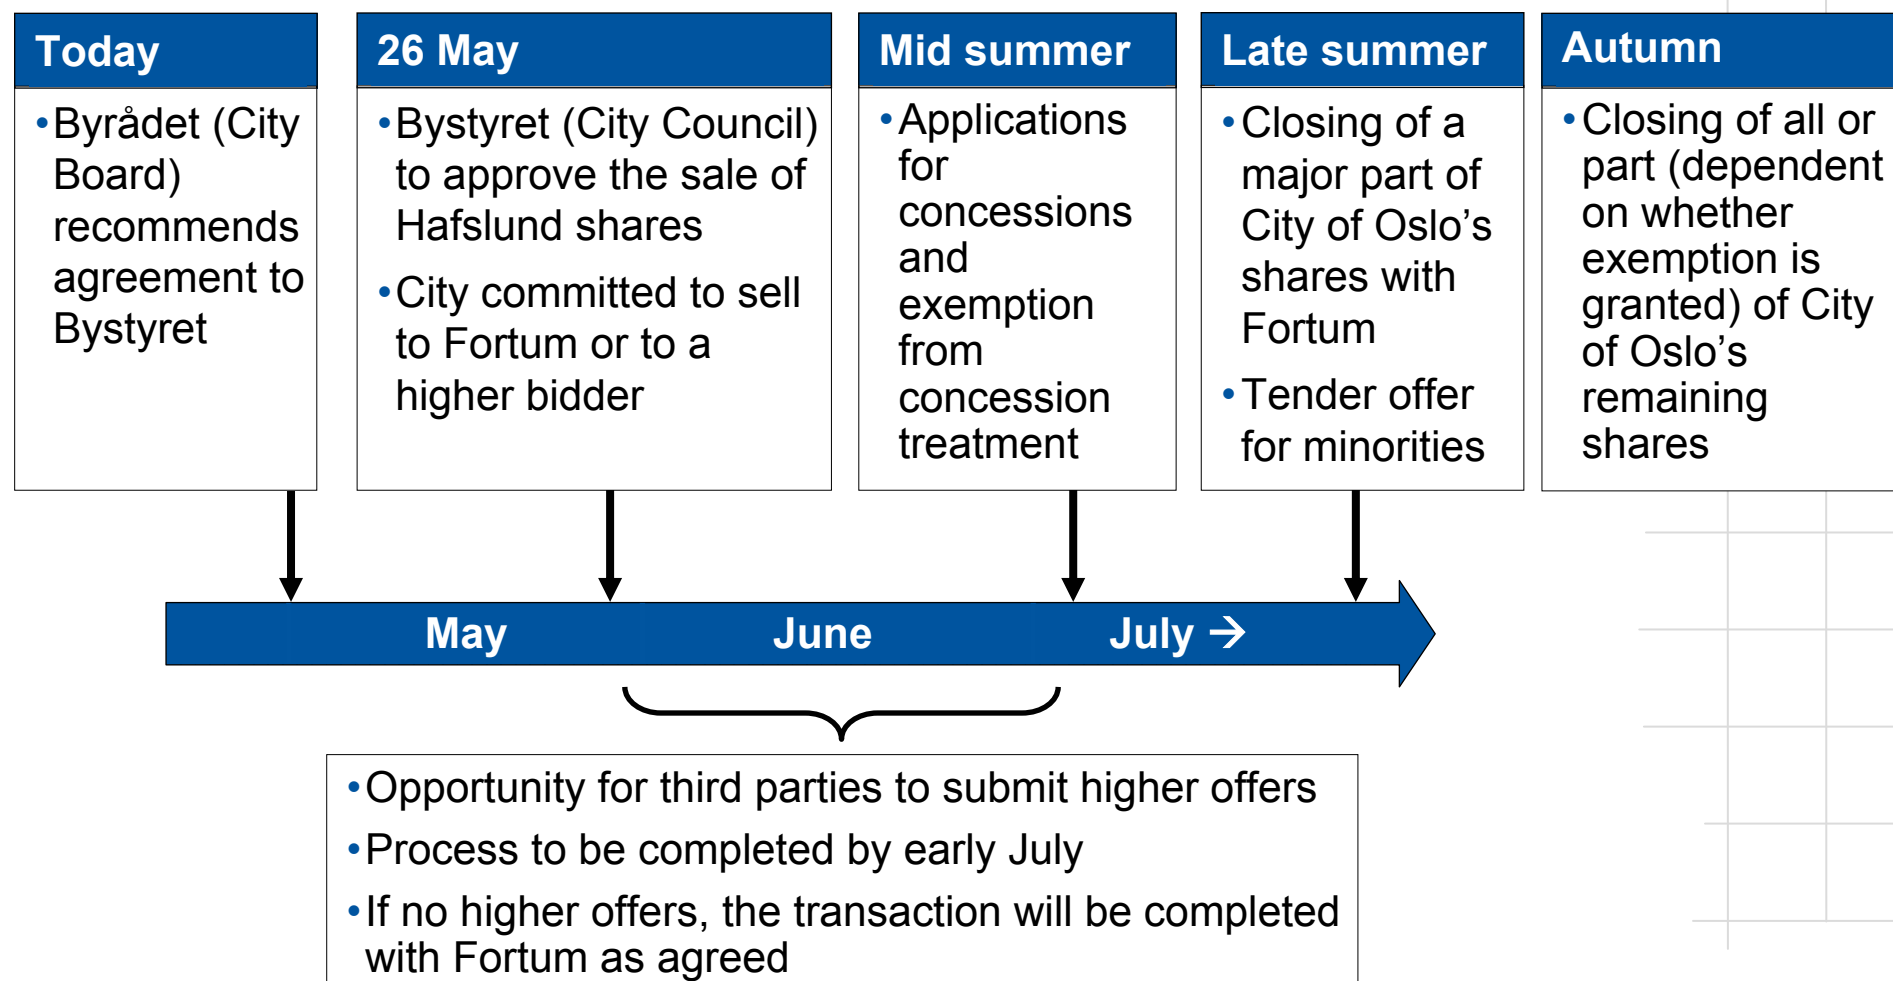 Today
•Byrådet (City
Board)
recommends
agreement to
Bystyret
26 May
•Bystyret (City Council)
to approve the sale of
Hafslund shares
•City committed to sell
to Fortum or to a
higher bidder
Mid summer
•Applications
for
concessions
and
exemption
from
concession
treatment
Late summer
•Closing of a
major part of
City of Oslo's
shares with
Fortum
•Tender offer
for minorities
Autumn
•Closing of all or
part (dependent
on whether
exemption is
granted) of City
of Oslo's
remaining
shares
May
June
July →
•Opportunity for third parties to submit higher offers
•Process to be completed by early July
•If no higher offers, the transaction will be completed
with Fortum as agreed